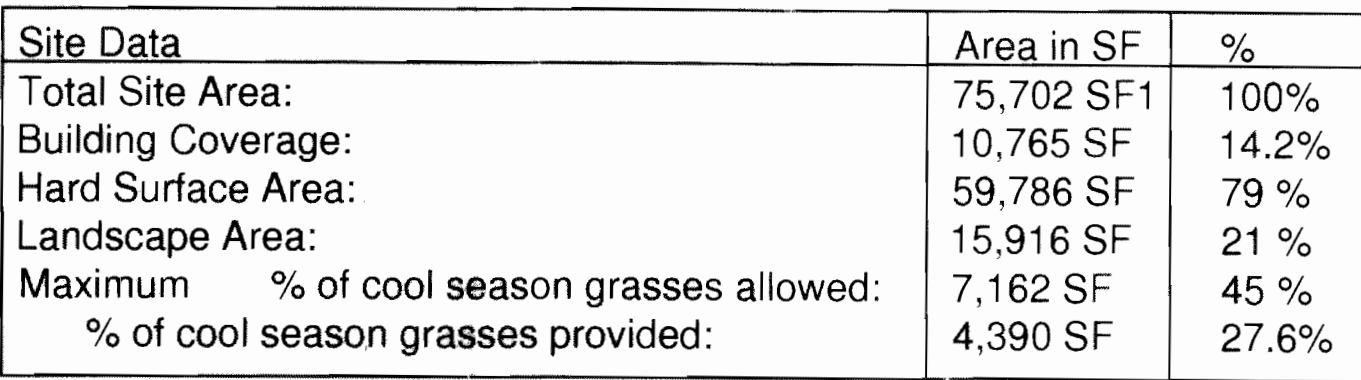 Site Data Area in SF %
Total Site Area: 75,702 SF1 100%
Building Coverage: 10,765 SF 14.2%
Hard Surface Area: 59,786 SF 79 %
Landscape Area: 15,916 SF 21 %
Maximum % of cool season grasses allowed: 7,162 SF 45 %
% of cool season grasses provided: 4,390 SF 27.6%